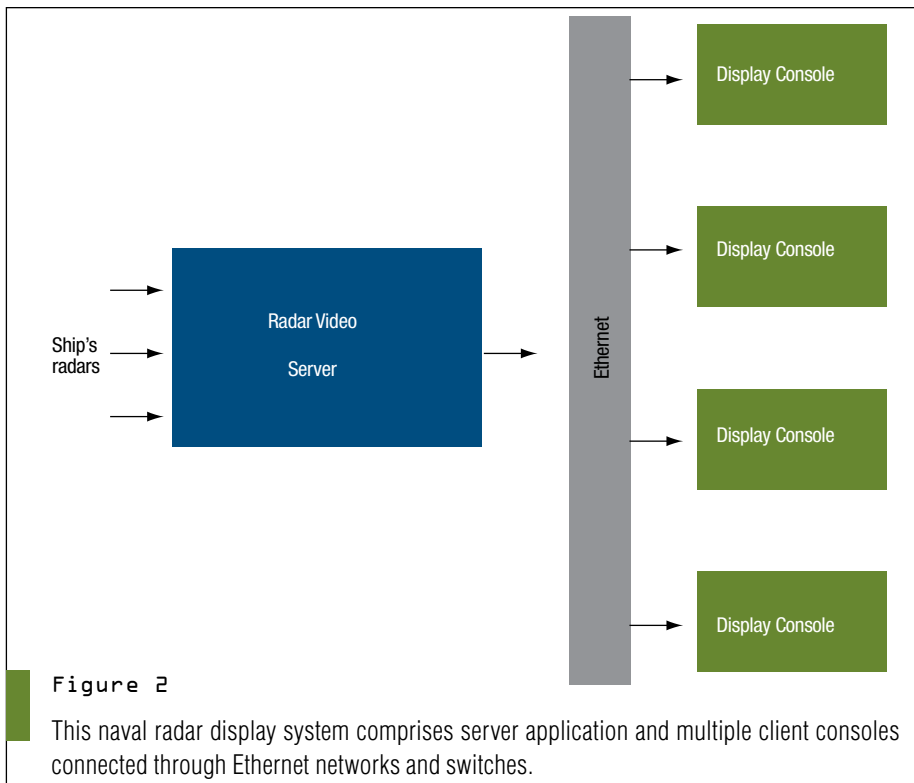 Display Console
Display Console
Ship's
radars
Radar Video
Server
Ethernet
Display Console
Display Console
Figure 2
This naval radar display system comprises server application and multiple client consoles
connected through Ethernet networks and switches.